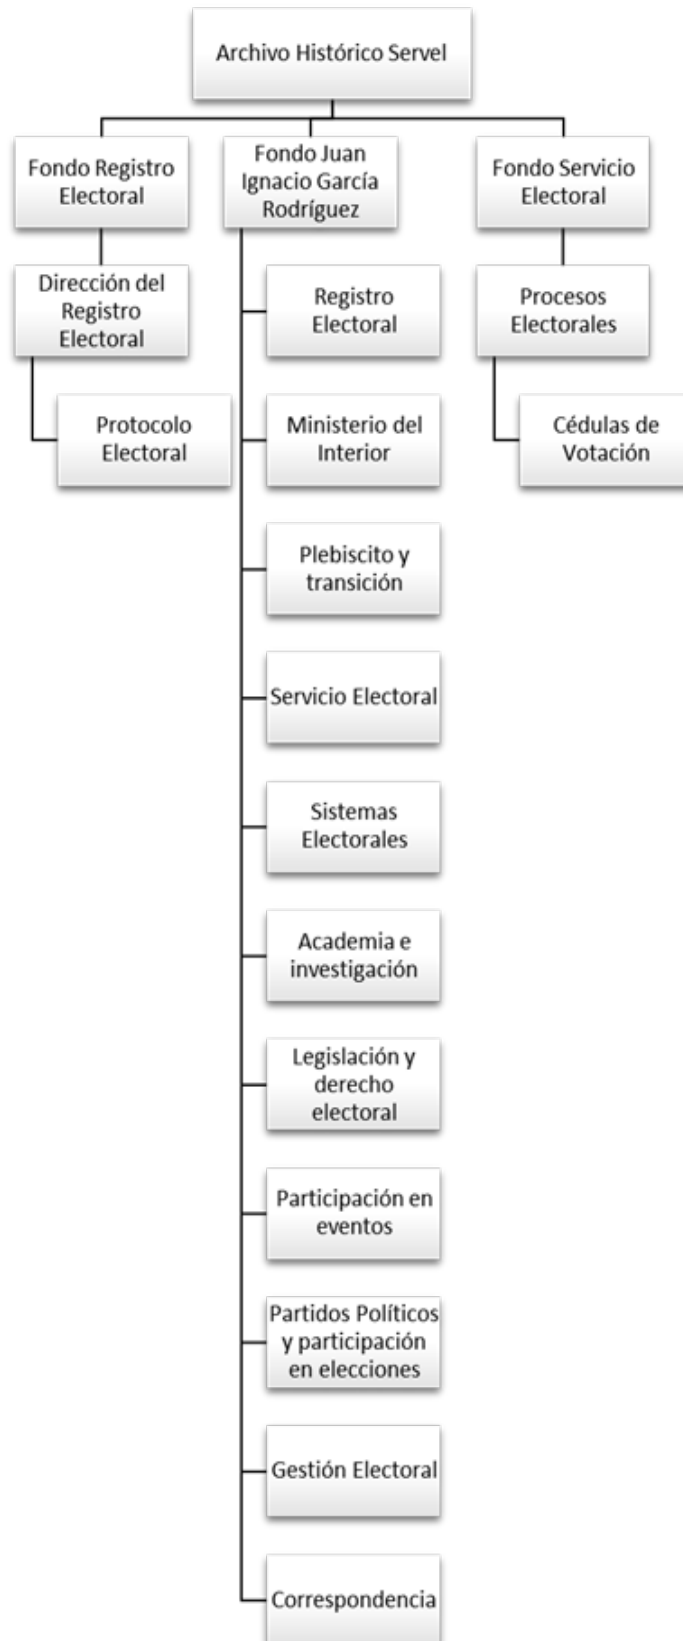 Archivo Histórico Servel
Fondo Registro
Electoral
Fondo Juan
Ignacio García
Rodríguez
Fondo Servicio
Electoral
Dirección del
Registro
Electoral
Registro
Electoral
Procesos
Electorales
Protocolo
Electoral
Ministerio del
Interior
Cédulas de
Votación
Plebiscito y
transición
Servicio Electoral
Sistemas
Electorales
Academia e
investigación
Legislación y
derecho
electoral
Participación en
eventos
Partidos Políticos
y participación
en elecciones
Gestión Electoral
Correspondencia